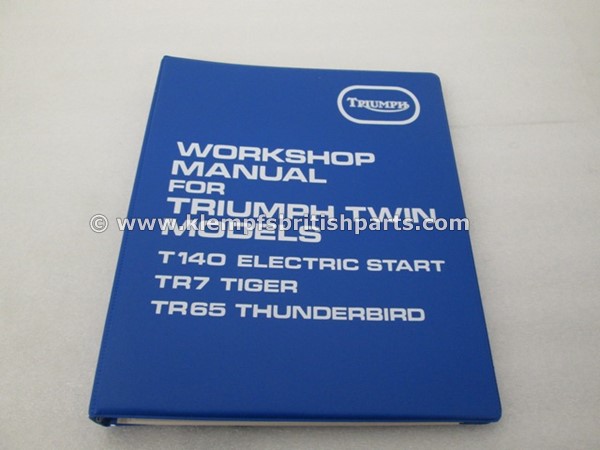 TRIUMPH
WORKSHOP
MANUAL
FOR
TRIUMPH TWIN
© www.klempfsbritishparts.com
MODELS
T140 ELECTRIC START
TR7 TIGER
TR65 THUNDERBIRD